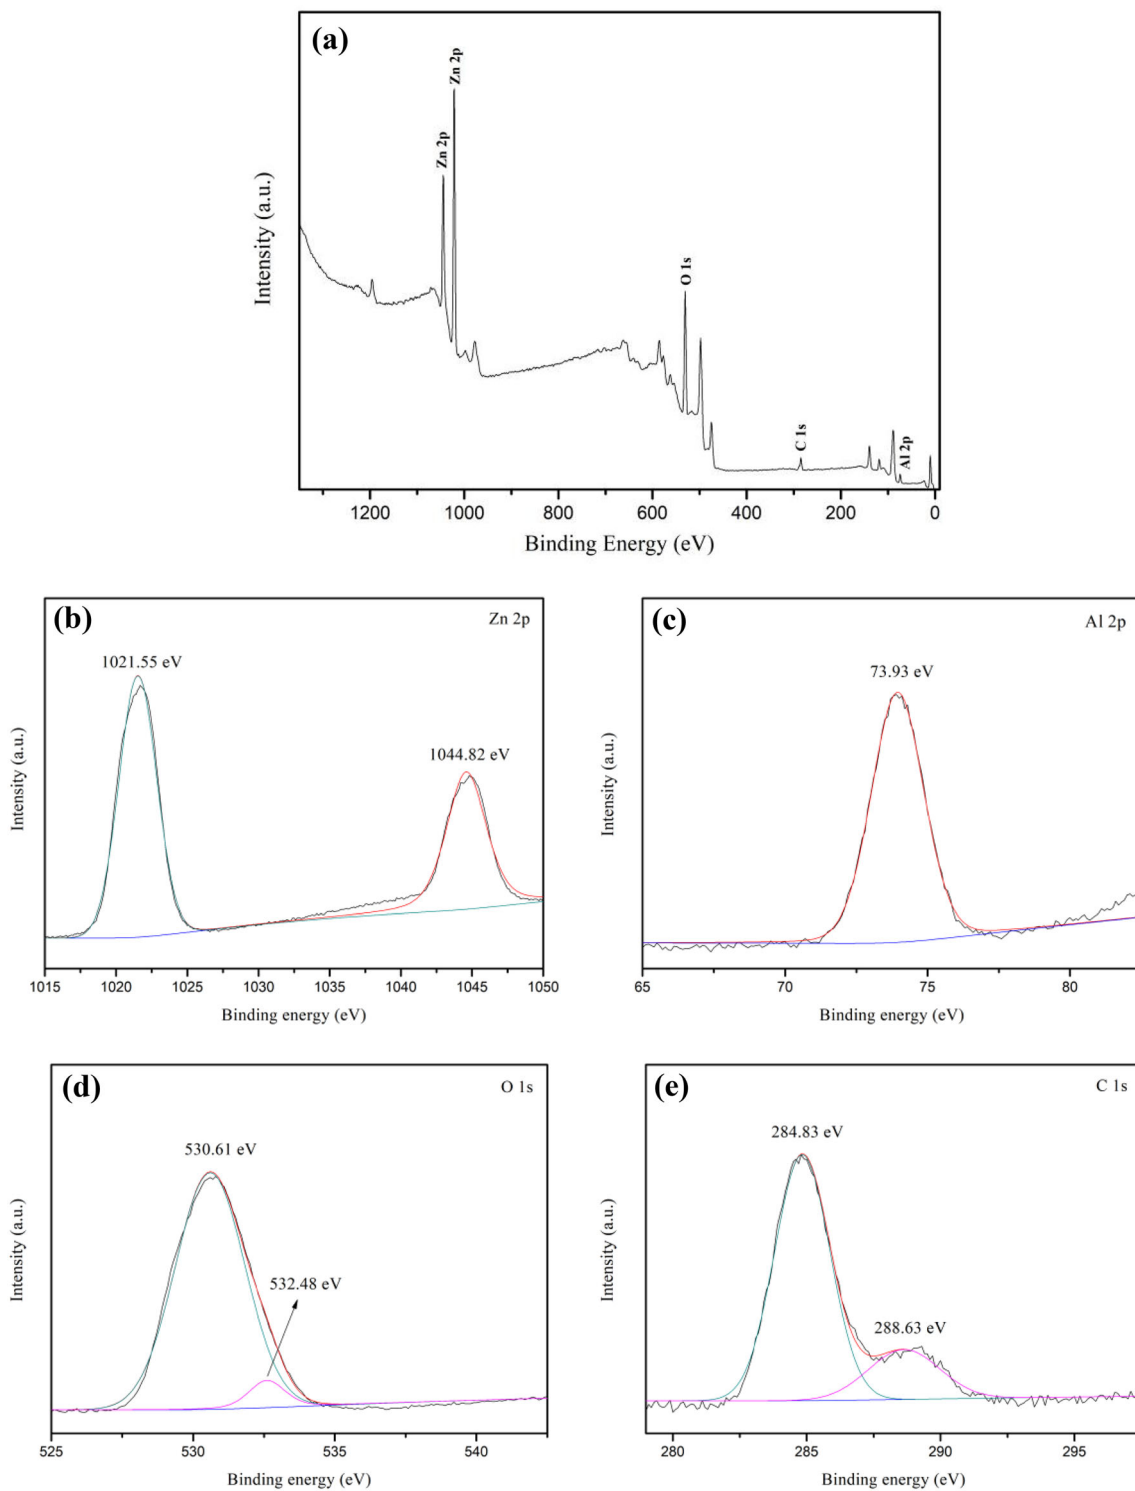 (a)
Zn 2p
Zn 2p
O 1s
C 1s
Al 2p
Intensity (a.u.)
1200
1000
800
600
400
200
0
Binding Energy (eV)
(b)
Zn 2p
1021.55 eV
1044.82 eV
Intensity (a.u.)
1015
1020
1025
1030
1035
1040
1045
1050
Binding energy (eV)
(c)
Al 2p
73.93 eV
Intensity (a.u.)
65
70
75
80
Binding energy (eV)
(d)
O 1s
530.61 eV
532.48 eV
Intensity (a.u.)
525
530
535
540
Binding energy (eV)
(e)
C 1s
284.83 eV
288.63 eV
Intensity (a.u.)
280
285
290
295
Binding energy (eV)